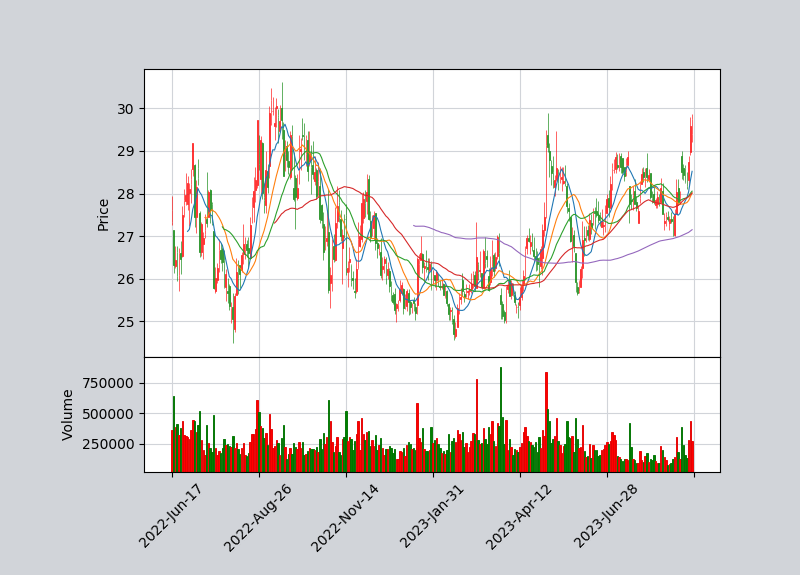 Price
30
29
28
27
26
25
Volume
750000
500000
250000
2022-Jun-17
2022-Aug-26
2022-Nov-14
2023-Jan-31
2023-Apr-12
2023-Jun-28